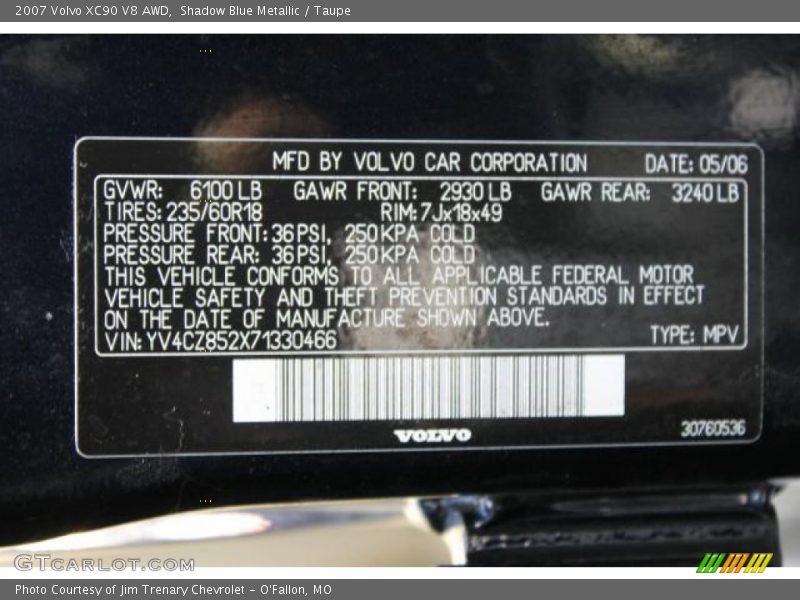 2007 Volvo XC90 V8 AWD,  Shadow Blue Metallic / Taupe
MFD BY VOLVO CAR CORPORATION DATE: 05/06
GVWR: 6100 LB GAWR FRONT: 2930 LB GAWR REAR: 3240 LB
TIRES: 235/60R18 RIM: 7Jx18x49
PRESSURE FRONT: 36 PSI, 250 KPA COLD
PRESSURE REAR: 36 PSI, 250 KPA COLD
THIS VEHICLE CONFORMS TO ALL APPLICABLE FEDERAL MOTOR
VEHICLE SAFETY AND THEFT PREVENTION STANDARDS IN EFFECT
ON THE DATE OF MANUFACTURE SHOWN ABOVE.
VIN: YV4CZ852X71330466 TYPE: MPV
VOLVO 30760536
GTCARLOT.COM
Photo Courtesy of Jim Trenary Chevrolet - O'Fallon, MO